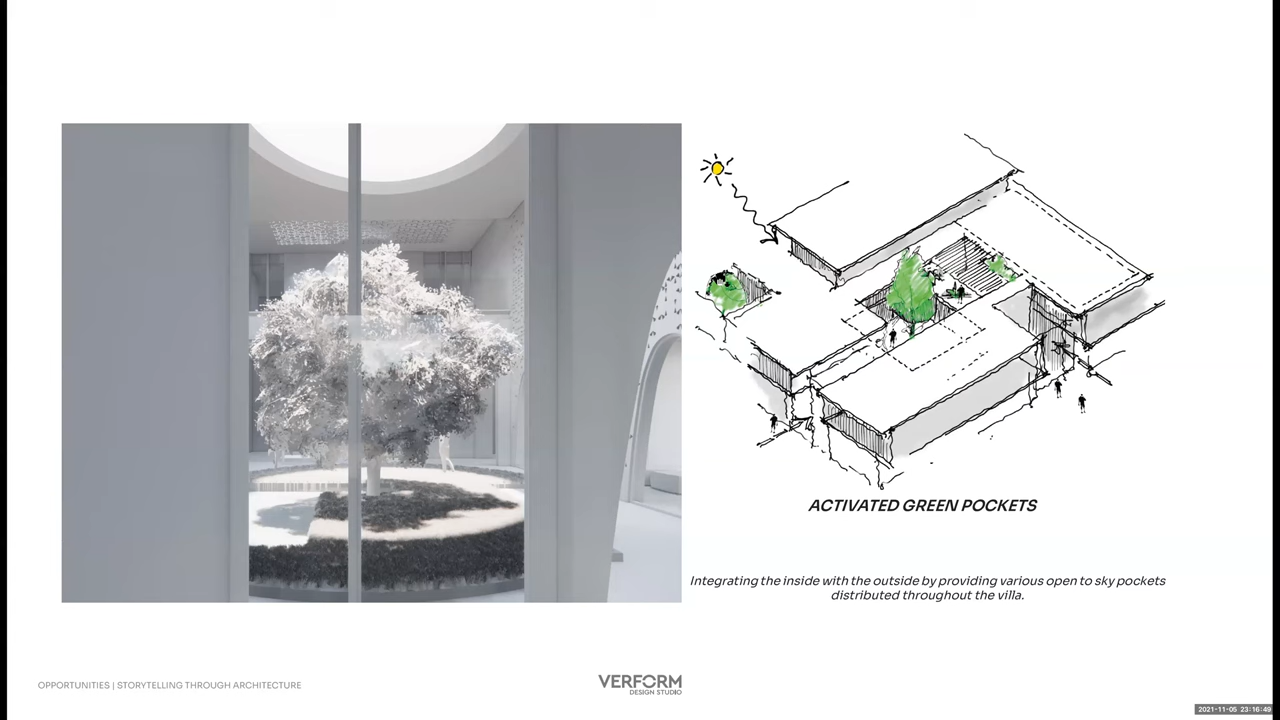 ACTIVATED GREEN POCKETS
Integrating the inside with the outside by providing various open to sky pockets
distributed throughout the villa.
OPPORTUNITIES | STORYTELLING THROUGH ARCHITECTURE
VERFORM
DESIGN STUDIO
2021-11-05 23:16:49